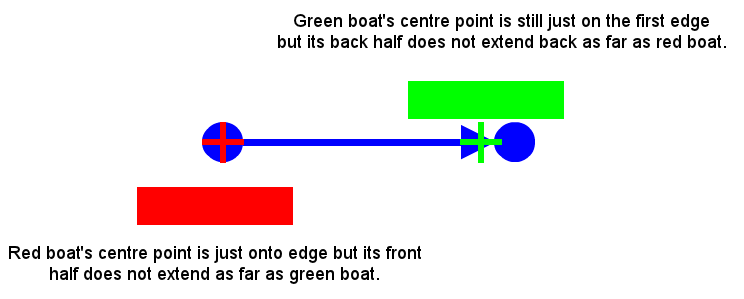 Green boat's centre point is still just on the first edge
but its back half does not extend back as far as red boat.
Red boat's centre point is just onto edge but its front
half does not extend as far as green boat.